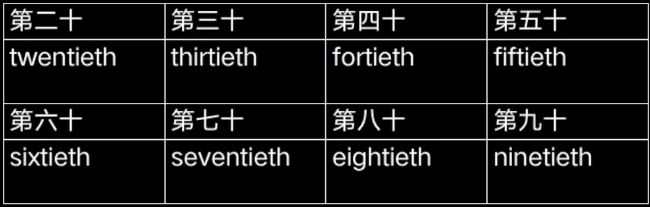 第二十 第三十 第四十 第五十
twentieth thirtieth fortieth fiftieth
第六十 第七十 第八十 第九十
sixtieth seventieth eightieth ninetieth